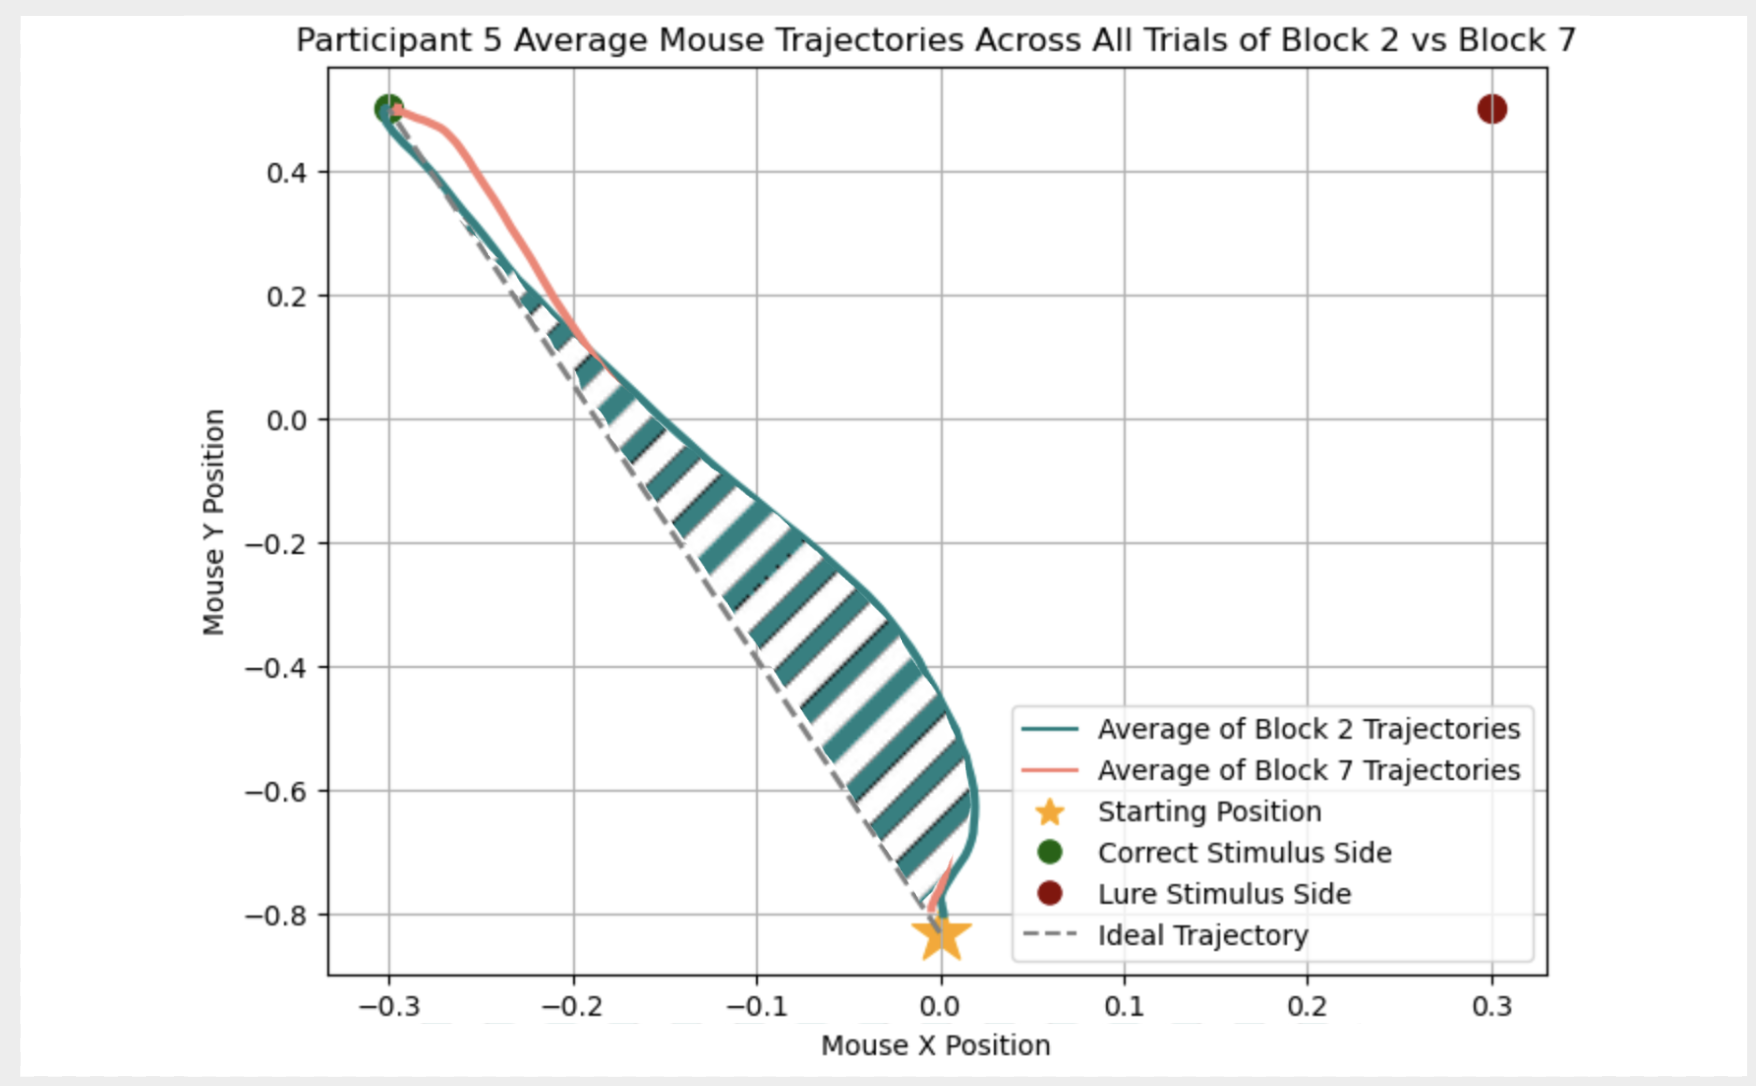 Participant 5 Average Mouse Trajectories Across All Trials of Block 2 vs Block 7
Mouse Y Position
0.4
0.2
0.0
−0.2
−0.4
−0.6
−0.8
Average of Block 2 Trajectories
Average of Block 7 Trajectories
Starting Position
Correct Stimulus Side
Lure Stimulus Side
Ideal Trajectory
−0.3 −0.2 −0.1 0.0 0.1 0.2 0.3
Mouse X Position